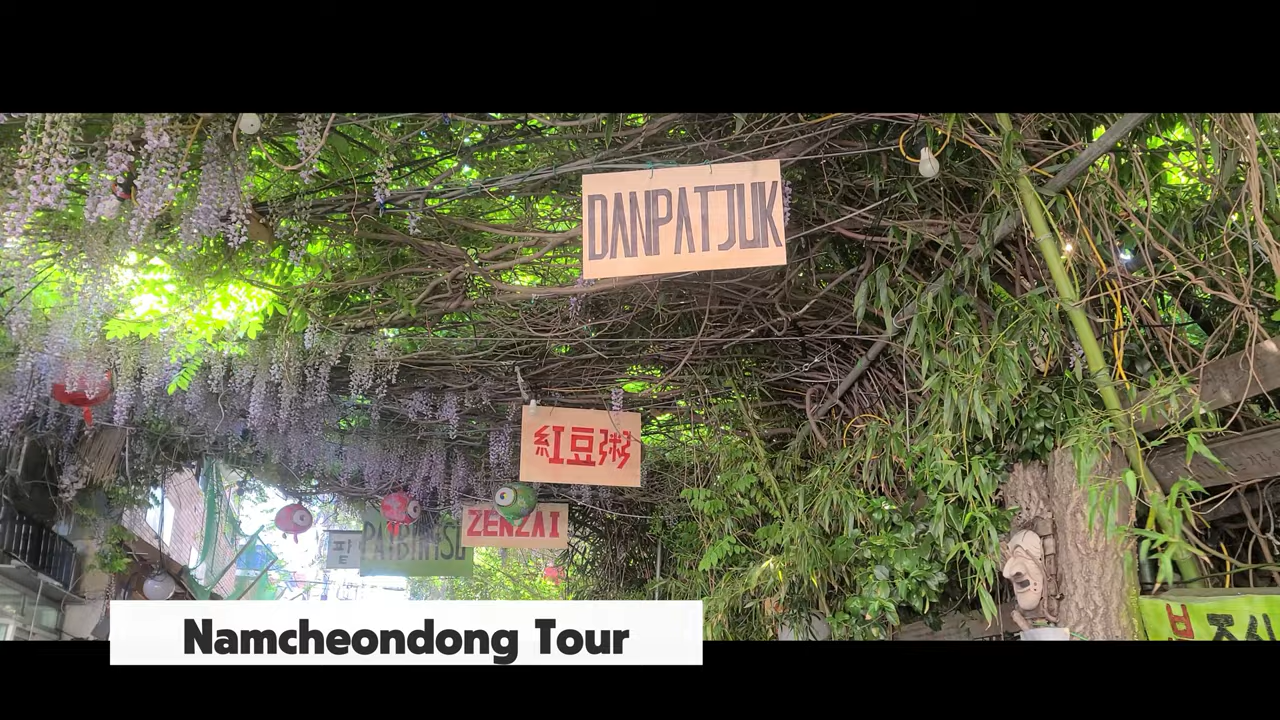 DANPATJUK
紅豆粥
ZENZAI
팥
PATBINGSU
Namcheondong Tour